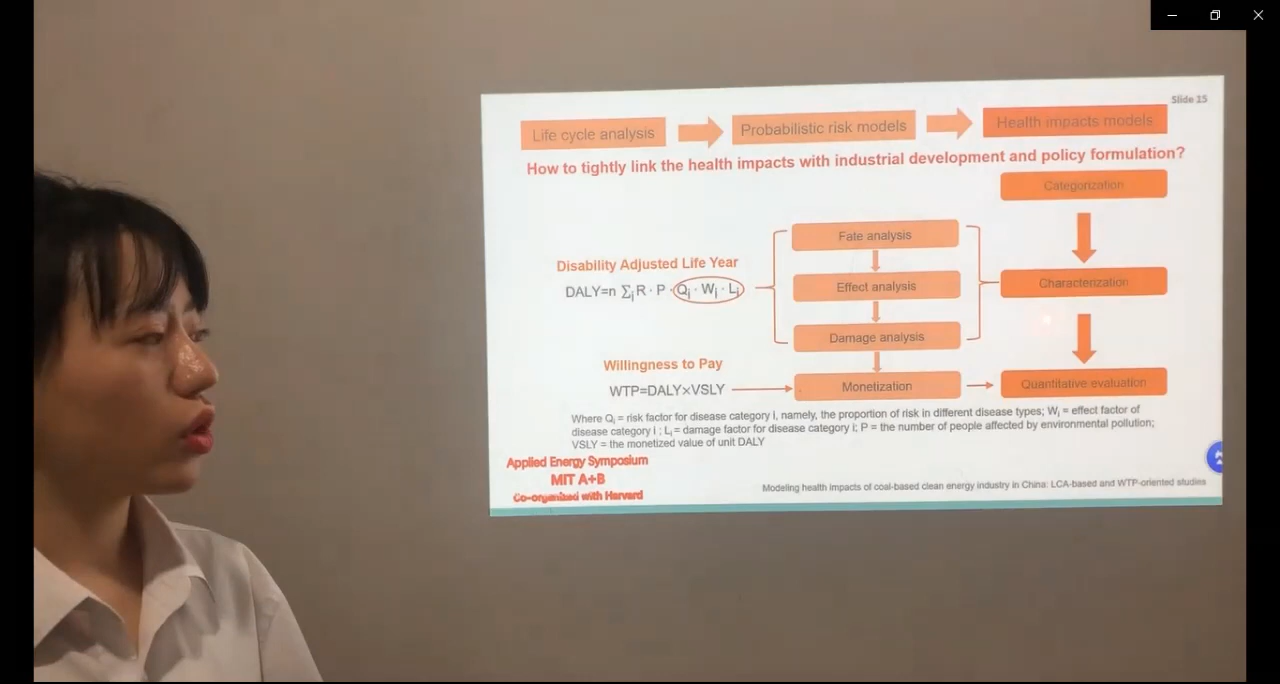 Slide 15
Life cycle analysis
Probabilistic risk models
Health impacts models
How to tightly link the health impacts with industrial development and policy formulation?
Categorization
Fate analysis
Disability Adjusted Life Year
DALY=n ∑ⱼR · P · Qᵢ · Wᵢ · Lᵢ
Effect analysis
Characterization
Damage analysis
Willingness to Pay
WTP=DALY×VSLY
Monetization
Quantitative evaluation
Where Qᵢ = risk factor for disease category i, namely, the proportion of risk in different disease types; Wᵢ = effect factor of
disease category i ; Lᵢ = damage factor for disease category i; P = the number of people affected by environmental pollution;
VSLY = the monetized value of unit DALY
Applied Energy Symposium
MIT A+B
Co-organized with Harvard
Modeling health impacts of coal-based clean energy industry in China: LCA-based and WTP-oriented studies